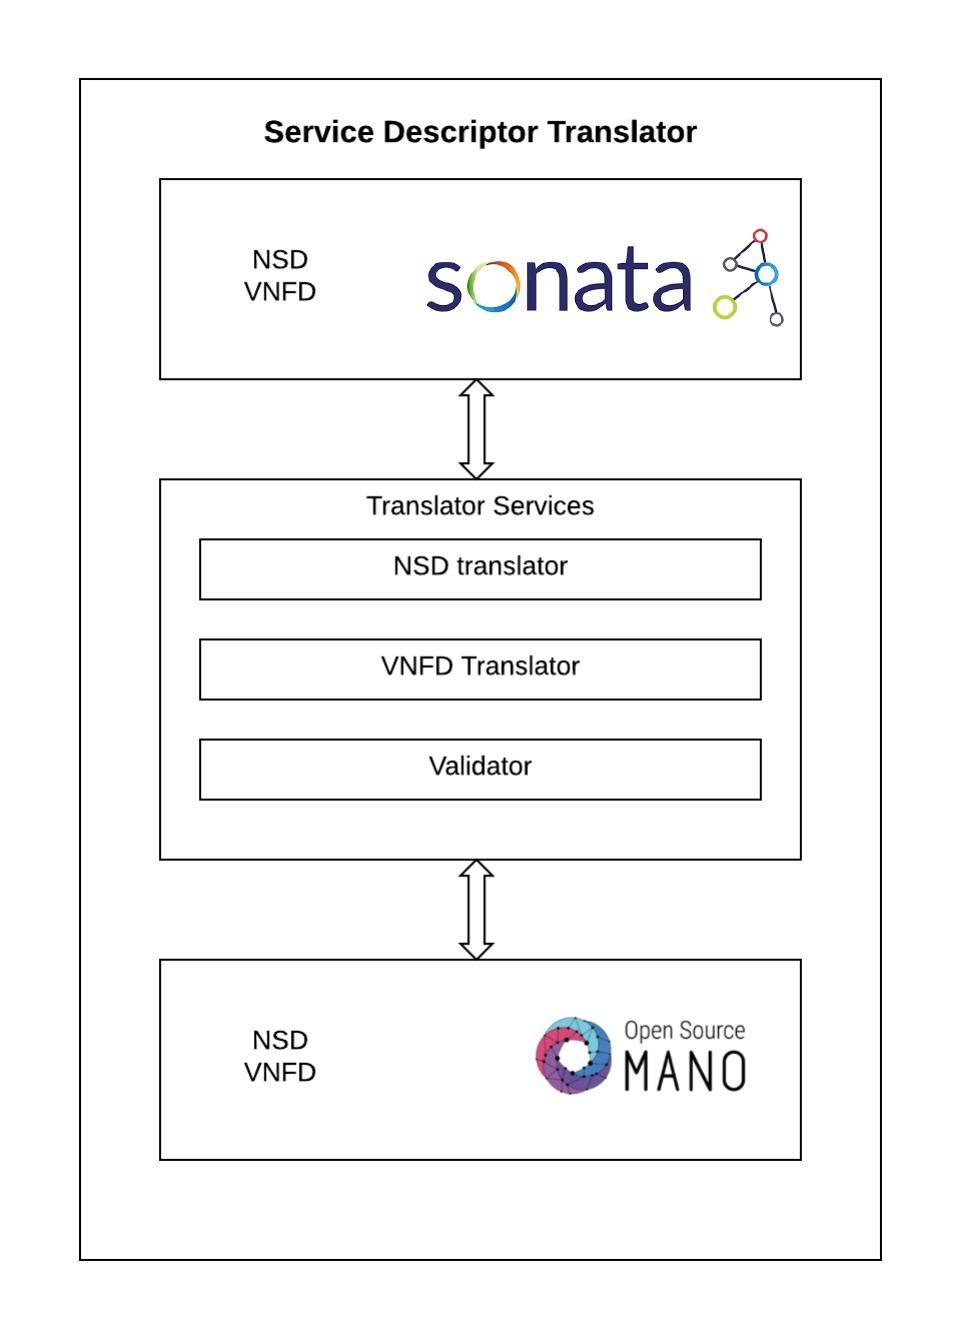 Service Descriptor Translator
NSD
VNFD
sonata
Translator Services
NSD translator
VNFD Translator
Validator
NSD
VNFD
Open Source
MANO